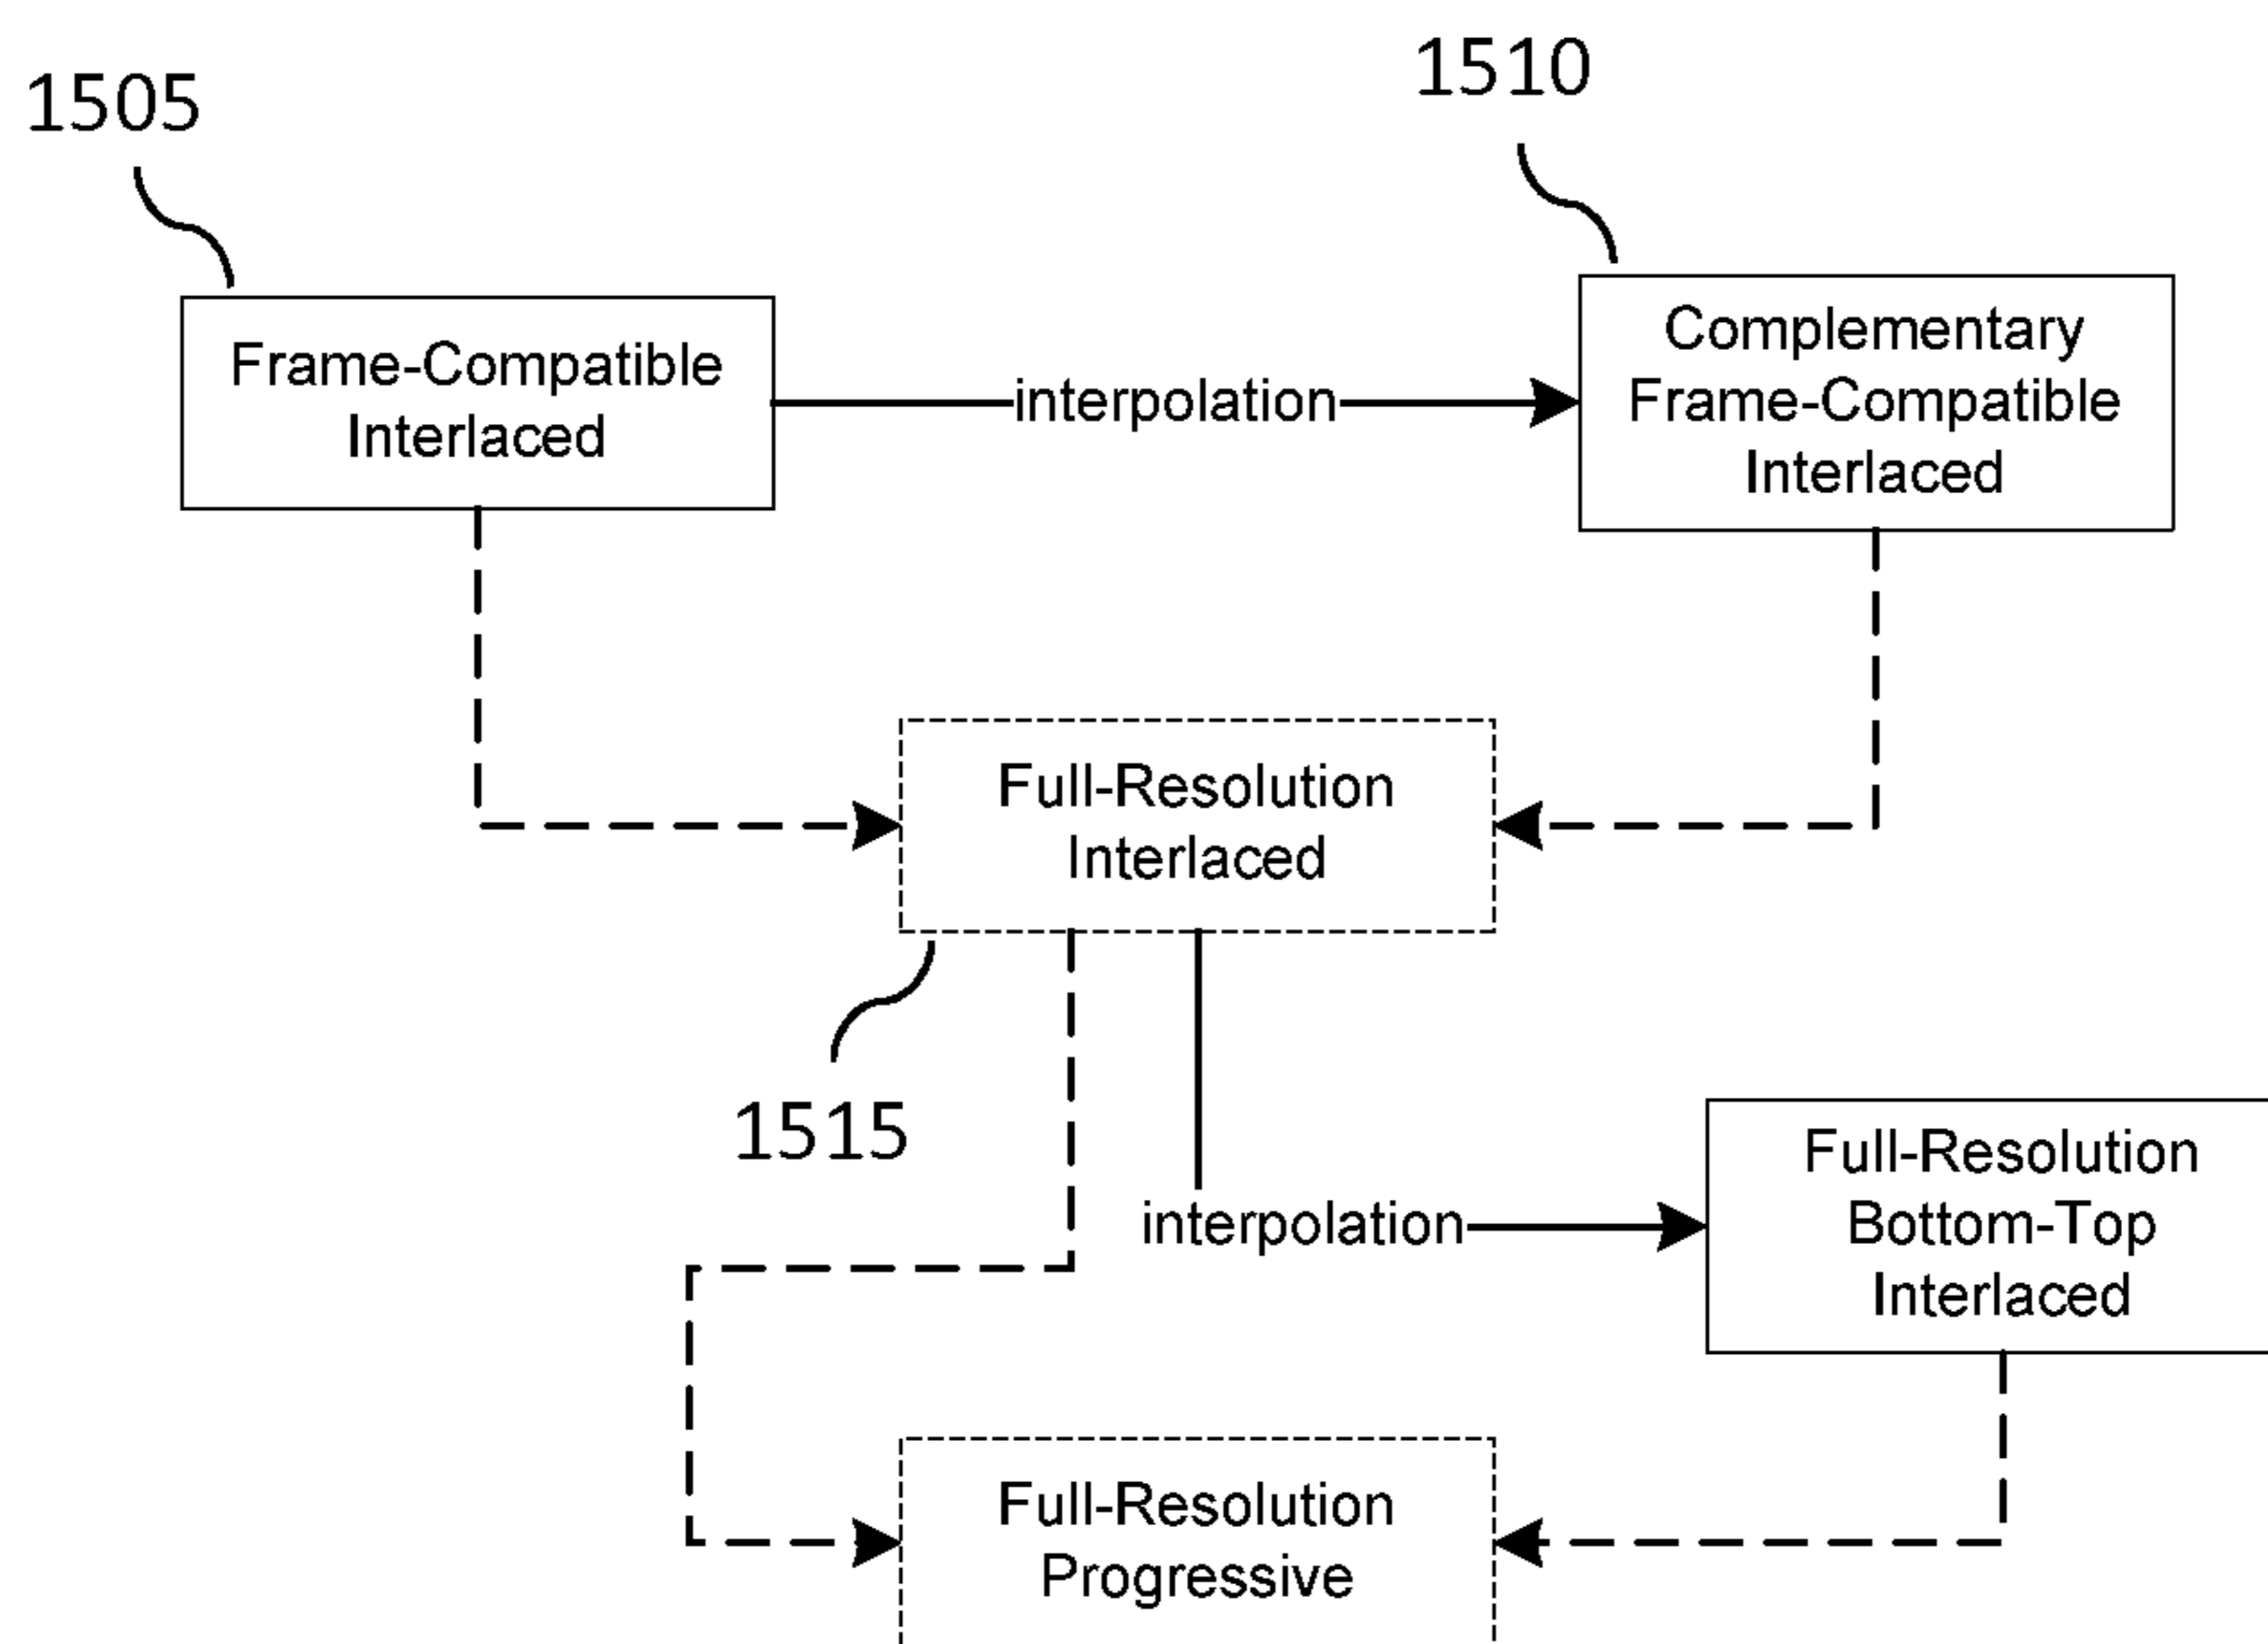 1505
1510
Frame-Compatible
Interlaced
interpolation
Complementary
Frame-Compatible
Interlaced
Full-Resolution
Interlaced
1515
interpolation
Full-Resolution
Bottom-Top
Interlaced
Full-Resolution
Progressive